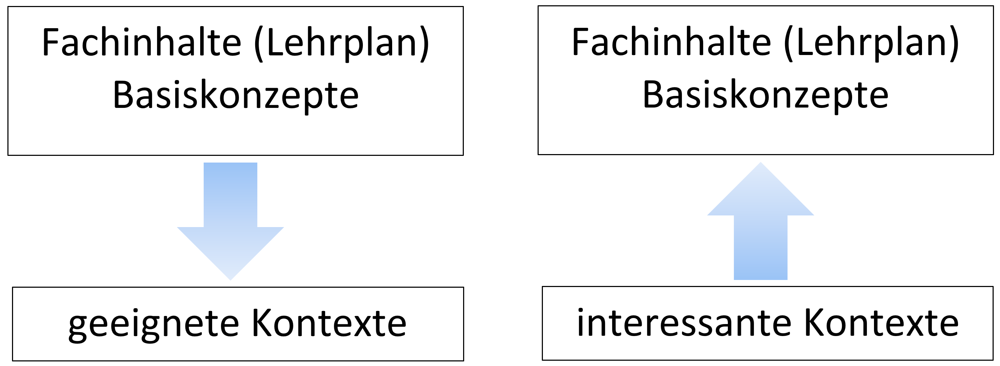 Fachinhalte (Lehrplan)
Basiskonzepte
geeignete Kontexte
Fachinhalte (Lehrplan)
Basiskonzepte
interessante Kontexte